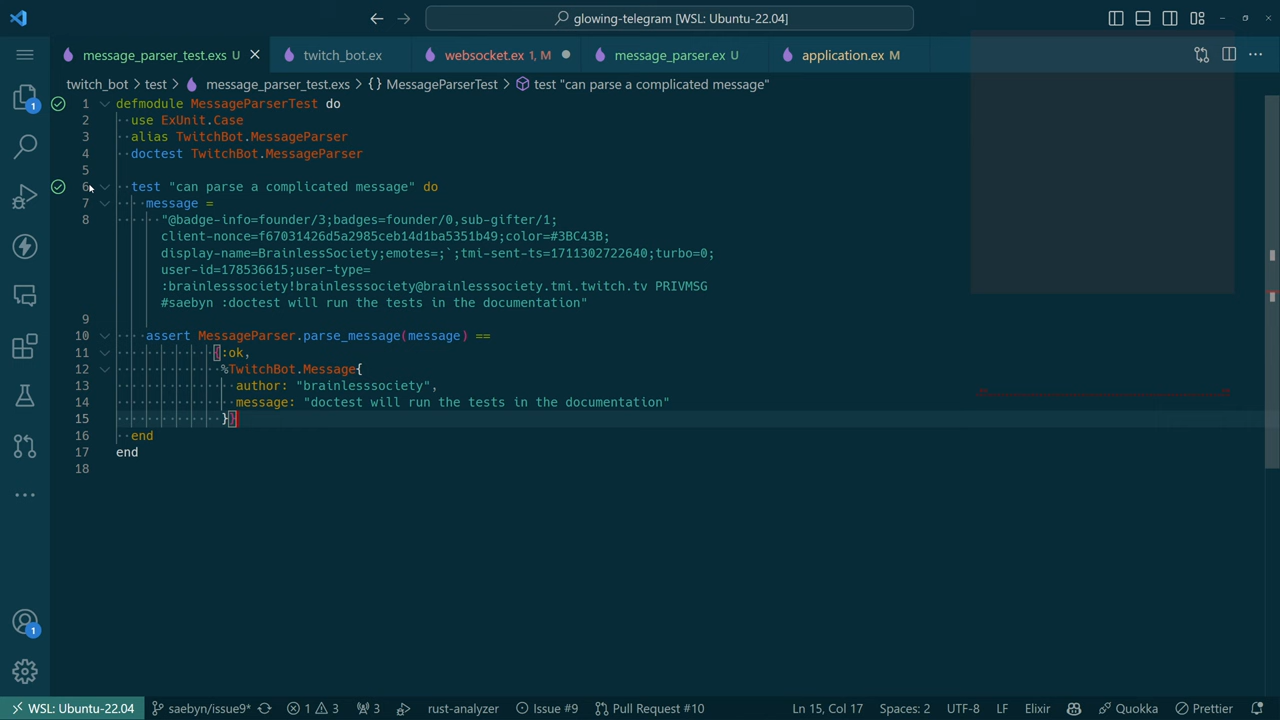 glowing-telegram [WSL: Ubuntu-22.04]
message_parser_test.exs U
twitch_bot.ex
websocket.ex 1, M
message_parser.ex U
application.ex M
twitch_bot > test > message_parser_test.exs > {} MessageParserTest > test "can parse a complicated message"
1 defmodule MessageParserTest do
2 use ExUnit.Case
3 alias TwitchBot.MessageParser
4 doctest TwitchBot.MessageParser
5
6 test "can parse a complicated message" do
7 message =
8 "@badge-info=founder/3;badges=founder/0,sub-gifter/1;
client-nonce=f67031426d5a2985ceb14d1ba5351b49;color=#3BC43B;
display-name=BrainlessSociety;emotes=;`;tmi-sent-ts=1711302722640;turbo=0;
user-id=178536615;user-type=
:brainlesssociety!brainlesssociety@brainlesssociety.tmi.twitch.tv PRIVMSG
#saebyn :doctest will run the tests in the documentation"
9
10 assert MessageParser.parse_message(message) ==
11 {:ok,
12 %TwitchBot.Message{
13 author: "brainlesssociety",
14 message: "doctest will run the tests in the documentation"
15 }}
16 end
17 end
18
1
1
WSL: Ubuntu-22.04
saebyn/issue9*
1
3
3
rust-analyzer
Issue #9
Pull Request #10
Ln 15, Col 17
Spaces: 2
UTF-8
LF
Elixir
Quokka
Prettier